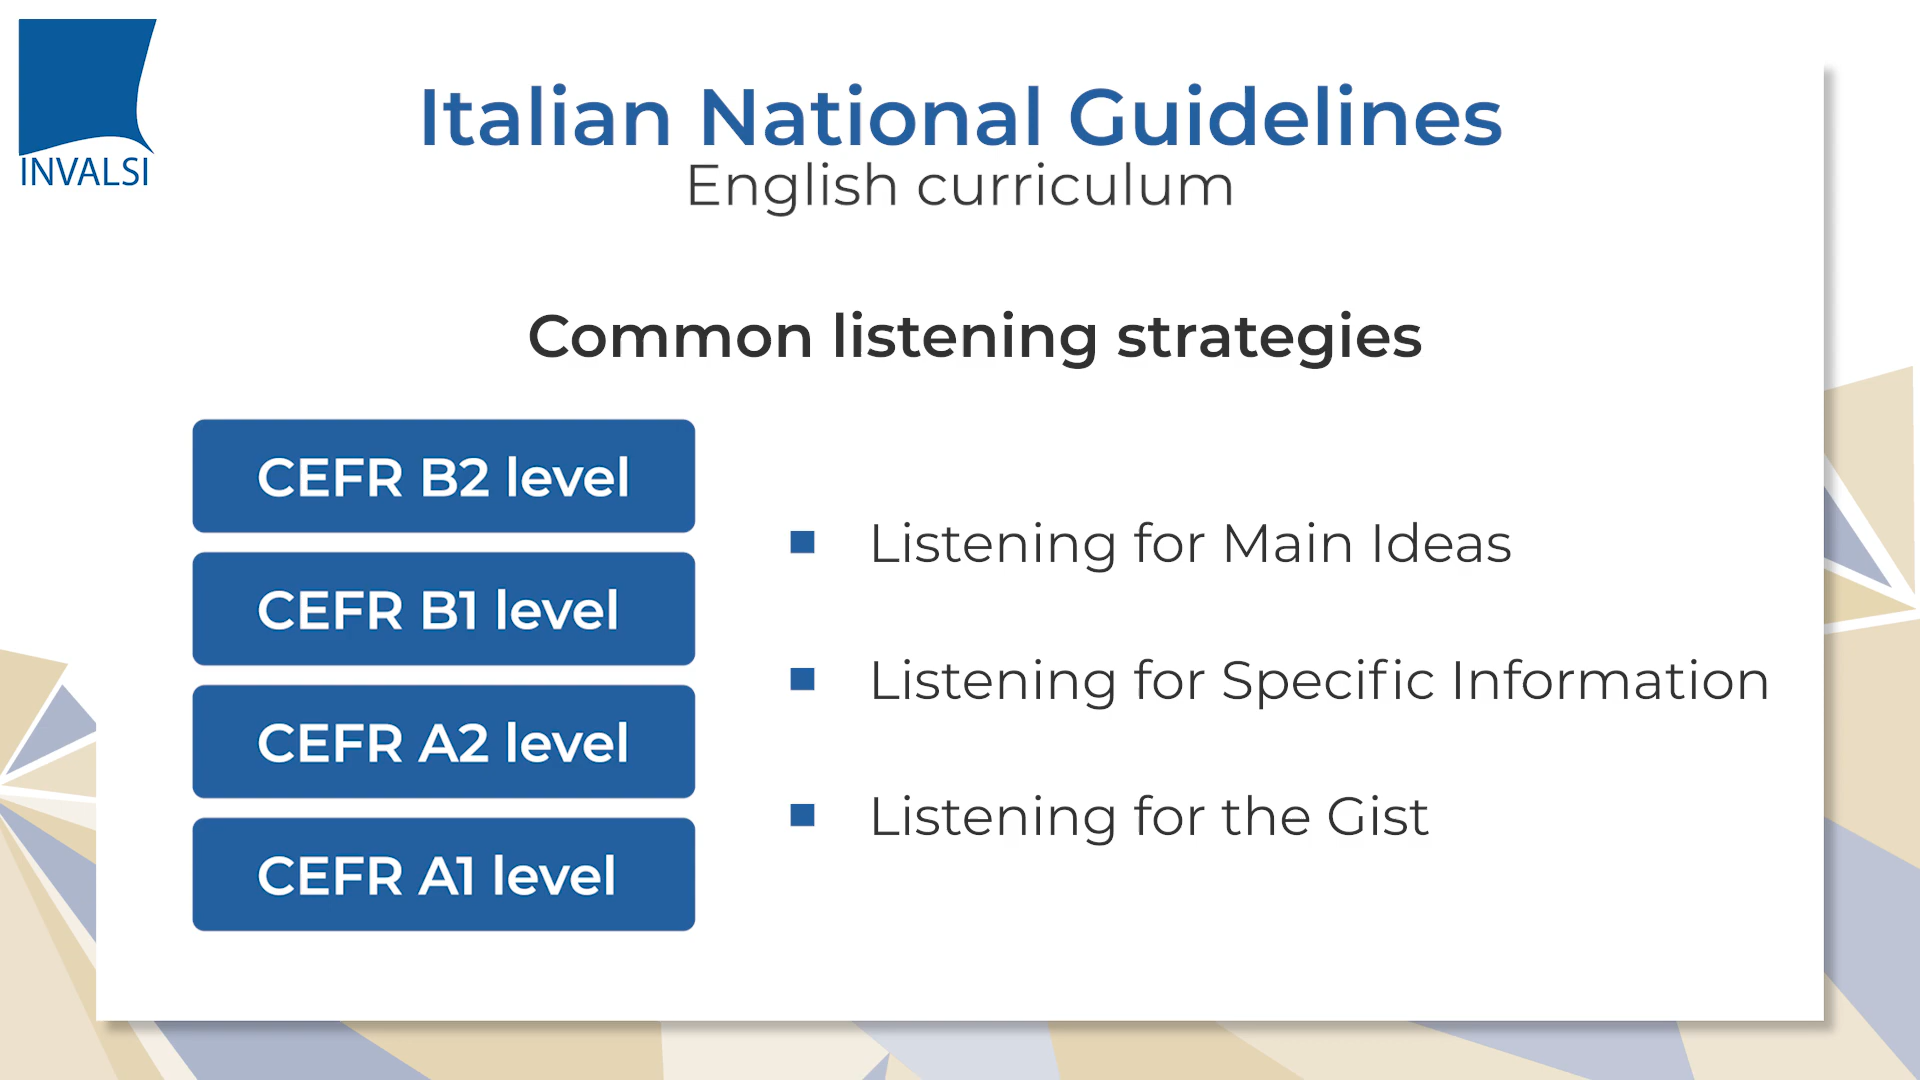 INVALSI
Italian National Guidelines
English curriculum
Common listening strategies
CEFR B2 level
CEFR B1 level
CEFR A2 level
CEFR A1 level
Listening for Main Ideas
Listening for Specific Information
Listening for the Gist